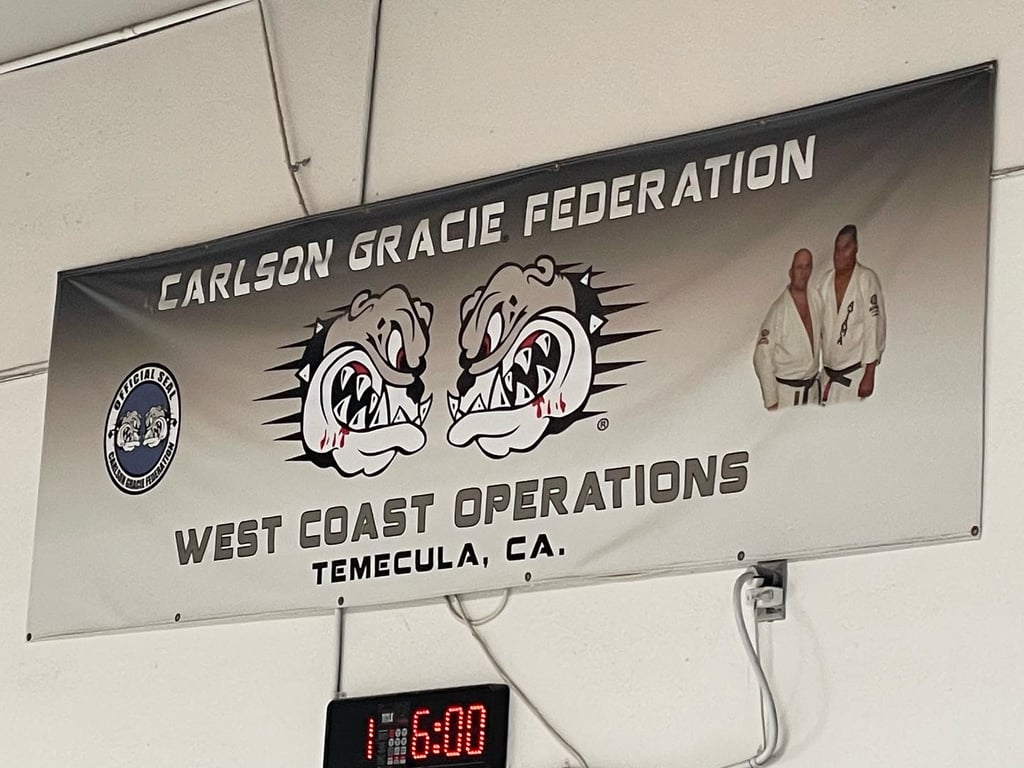 CARLSON GRACIE FEDERATION
OFFICIAL SEAL
CARLSON GRACIE FEDERATION
®
WEST COAST OPERATIONS
TEMECULA, CA.
1 6:00